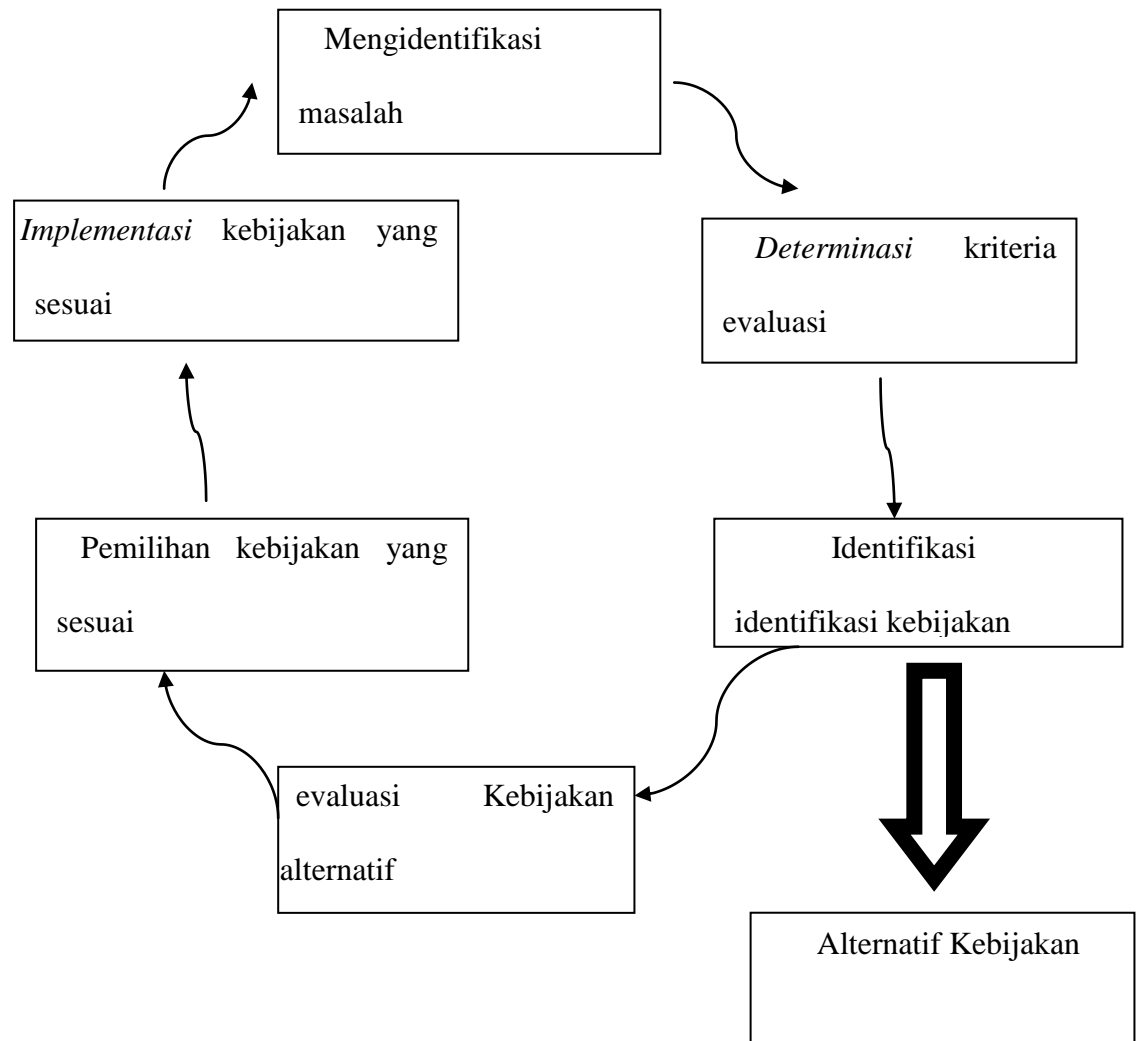 Mengidentifikasi
masalah
Determinasi kriteria
evaluasi
Identifikasi
identifikasi kebijakan
Alternatif Kebijakan
evaluasi Kebijakan
alternatif
Pemilihan kebijakan yang
sesuai
Implementasi kebijakan yang
sesuai